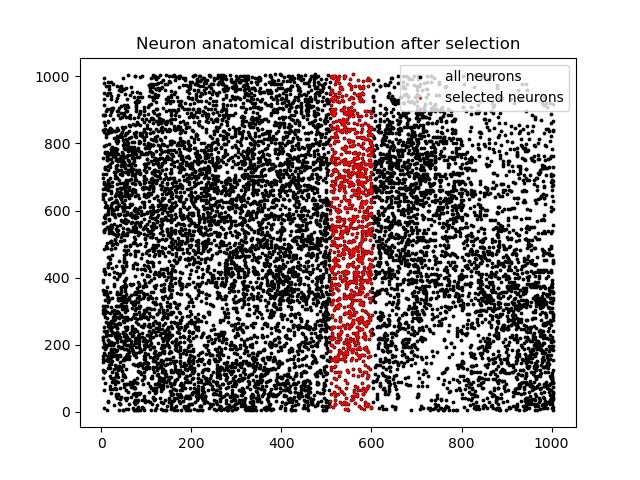 Neuron anatomical distribution after selection
all neurons
selected neurons
1000
800
600
400
200
0
0 200 400 600 800 1000